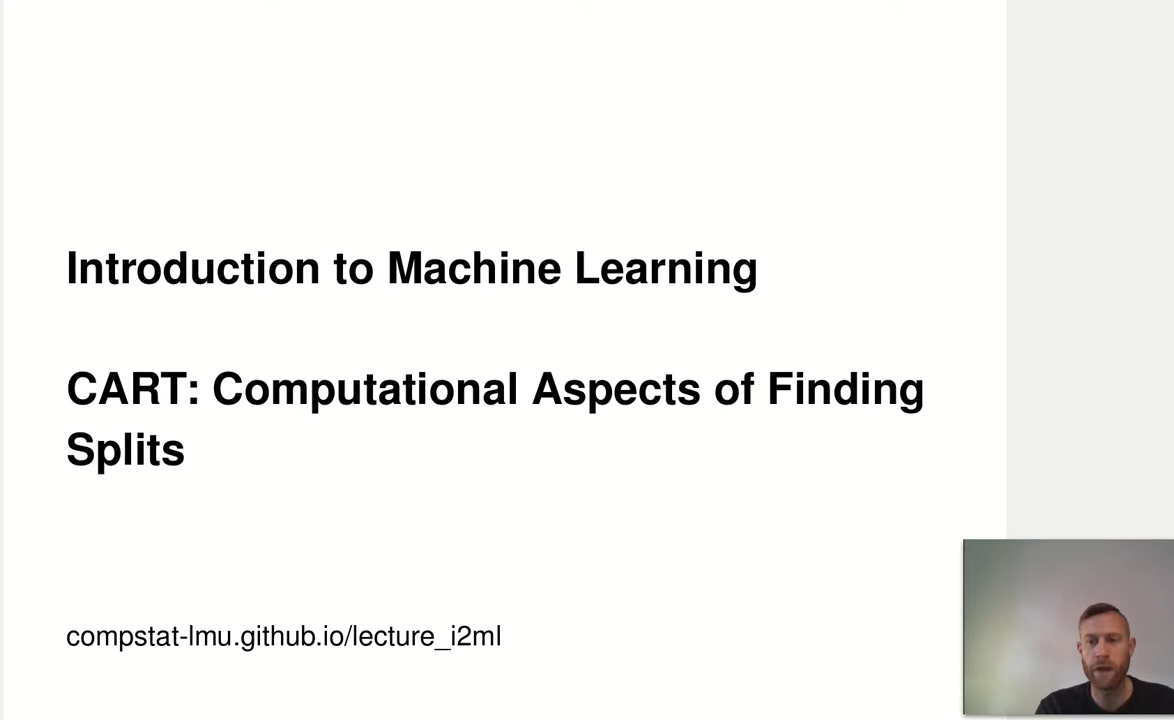 Introduction to Machine Learning
CART: Computational Aspects of Finding
Splits
compstat-lmu.github.io/lecture_i2ml